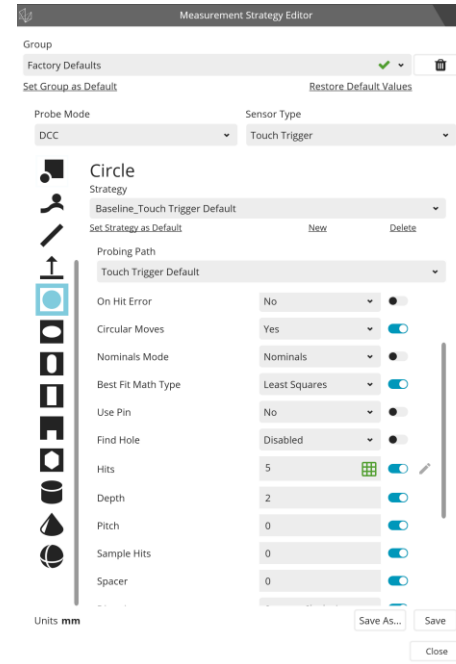 Measurement Strategy Editor
Group
Factory Defaults
Set Group as Default Restore Default Values
Probe Mode Sensor Type
DCC Touch Trigger
Circle
Strategy
Baseline_Touch Trigger Default
Set Strategy as Default New Delete
Probing Path
Touch Trigger Default
On Hit Error No
Circular Moves Yes
Nominals Mode Nominals
Best Fit Math Type Least Squares
Use Pin No
Find Hole Disabled
Hits 5
Depth 2
Pitch 0
Sample Hits 0
Spacer 0
Units mm Save As... Save
Close